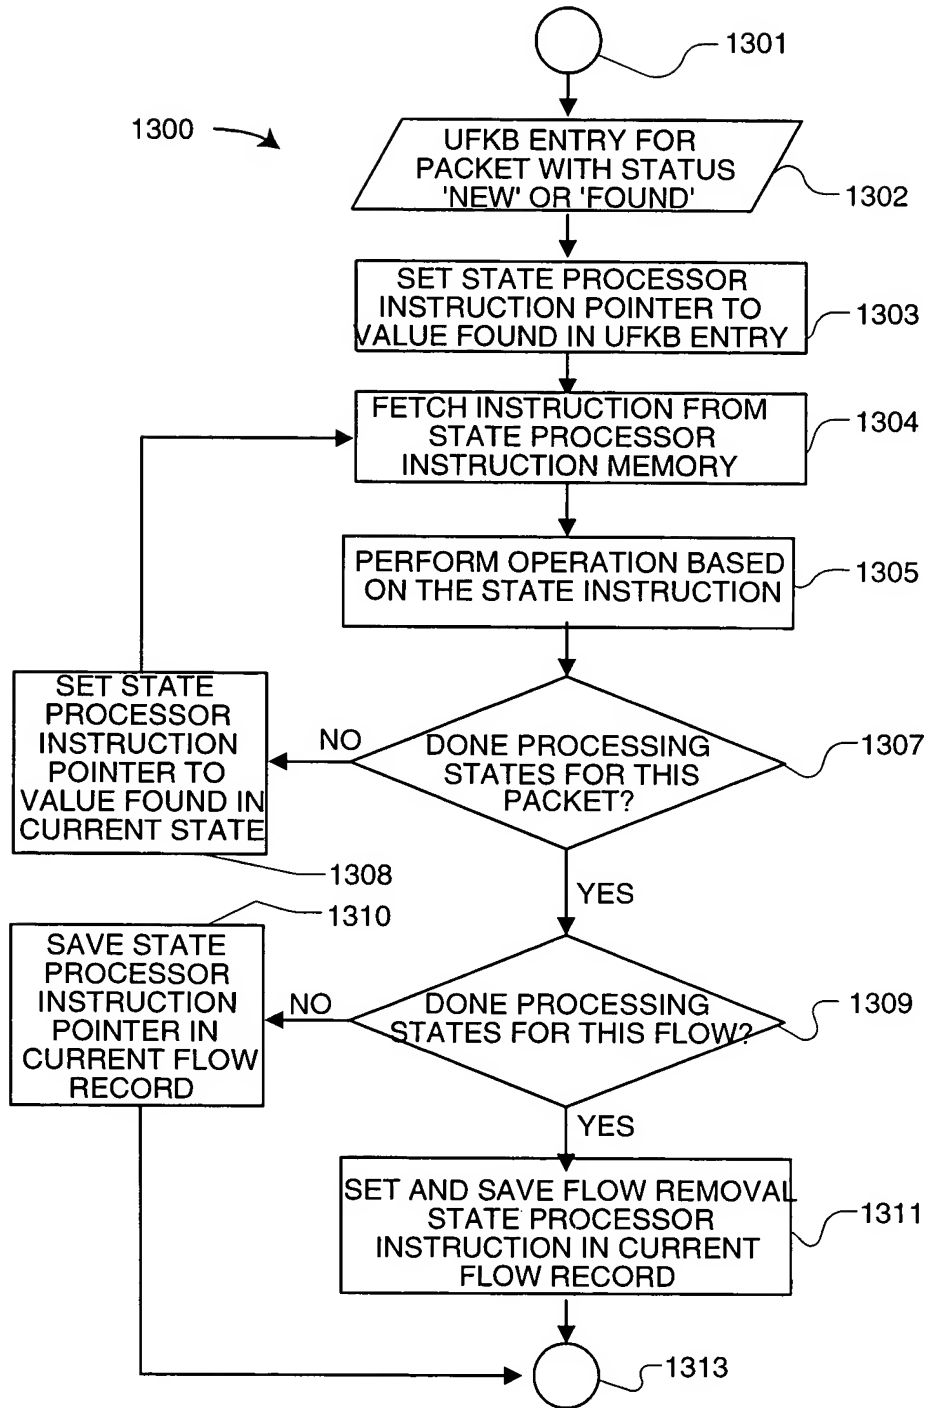 1301
1300
UFKB ENTRY FOR
PACKET WITH STATUS
'NEW' OR 'FOUND'
1302
SET STATE PROCESSOR
INSTRUCTION POINTER TO
VALUE FOUND IN UFKB ENTRY
1303
FETCH INSTRUCTION FROM
STATE PROCESSOR
INSTRUCTION MEMORY
1304
PERFORM OPERATION BASED
ON THE STATE INSTRUCTION
1305
SET STATE
PROCESSOR
INSTRUCTION
POINTER TO
VALUE FOUND IN
CURRENT STATE
NO
DONE PROCESSING
STATES FOR THIS
PACKET?
1307
1308
YES
1310
SAVE STATE
PROCESSOR
INSTRUCTION
POINTER IN
CURRENT FLOW
RECORD
NO
DONE PROCESSING
STATES FOR THIS FLOW?
1309
YES
SET AND SAVE FLOW REMOVAL
STATE PROCESSOR
INSTRUCTION IN CURRENT
FLOW RECORD
1311
1313